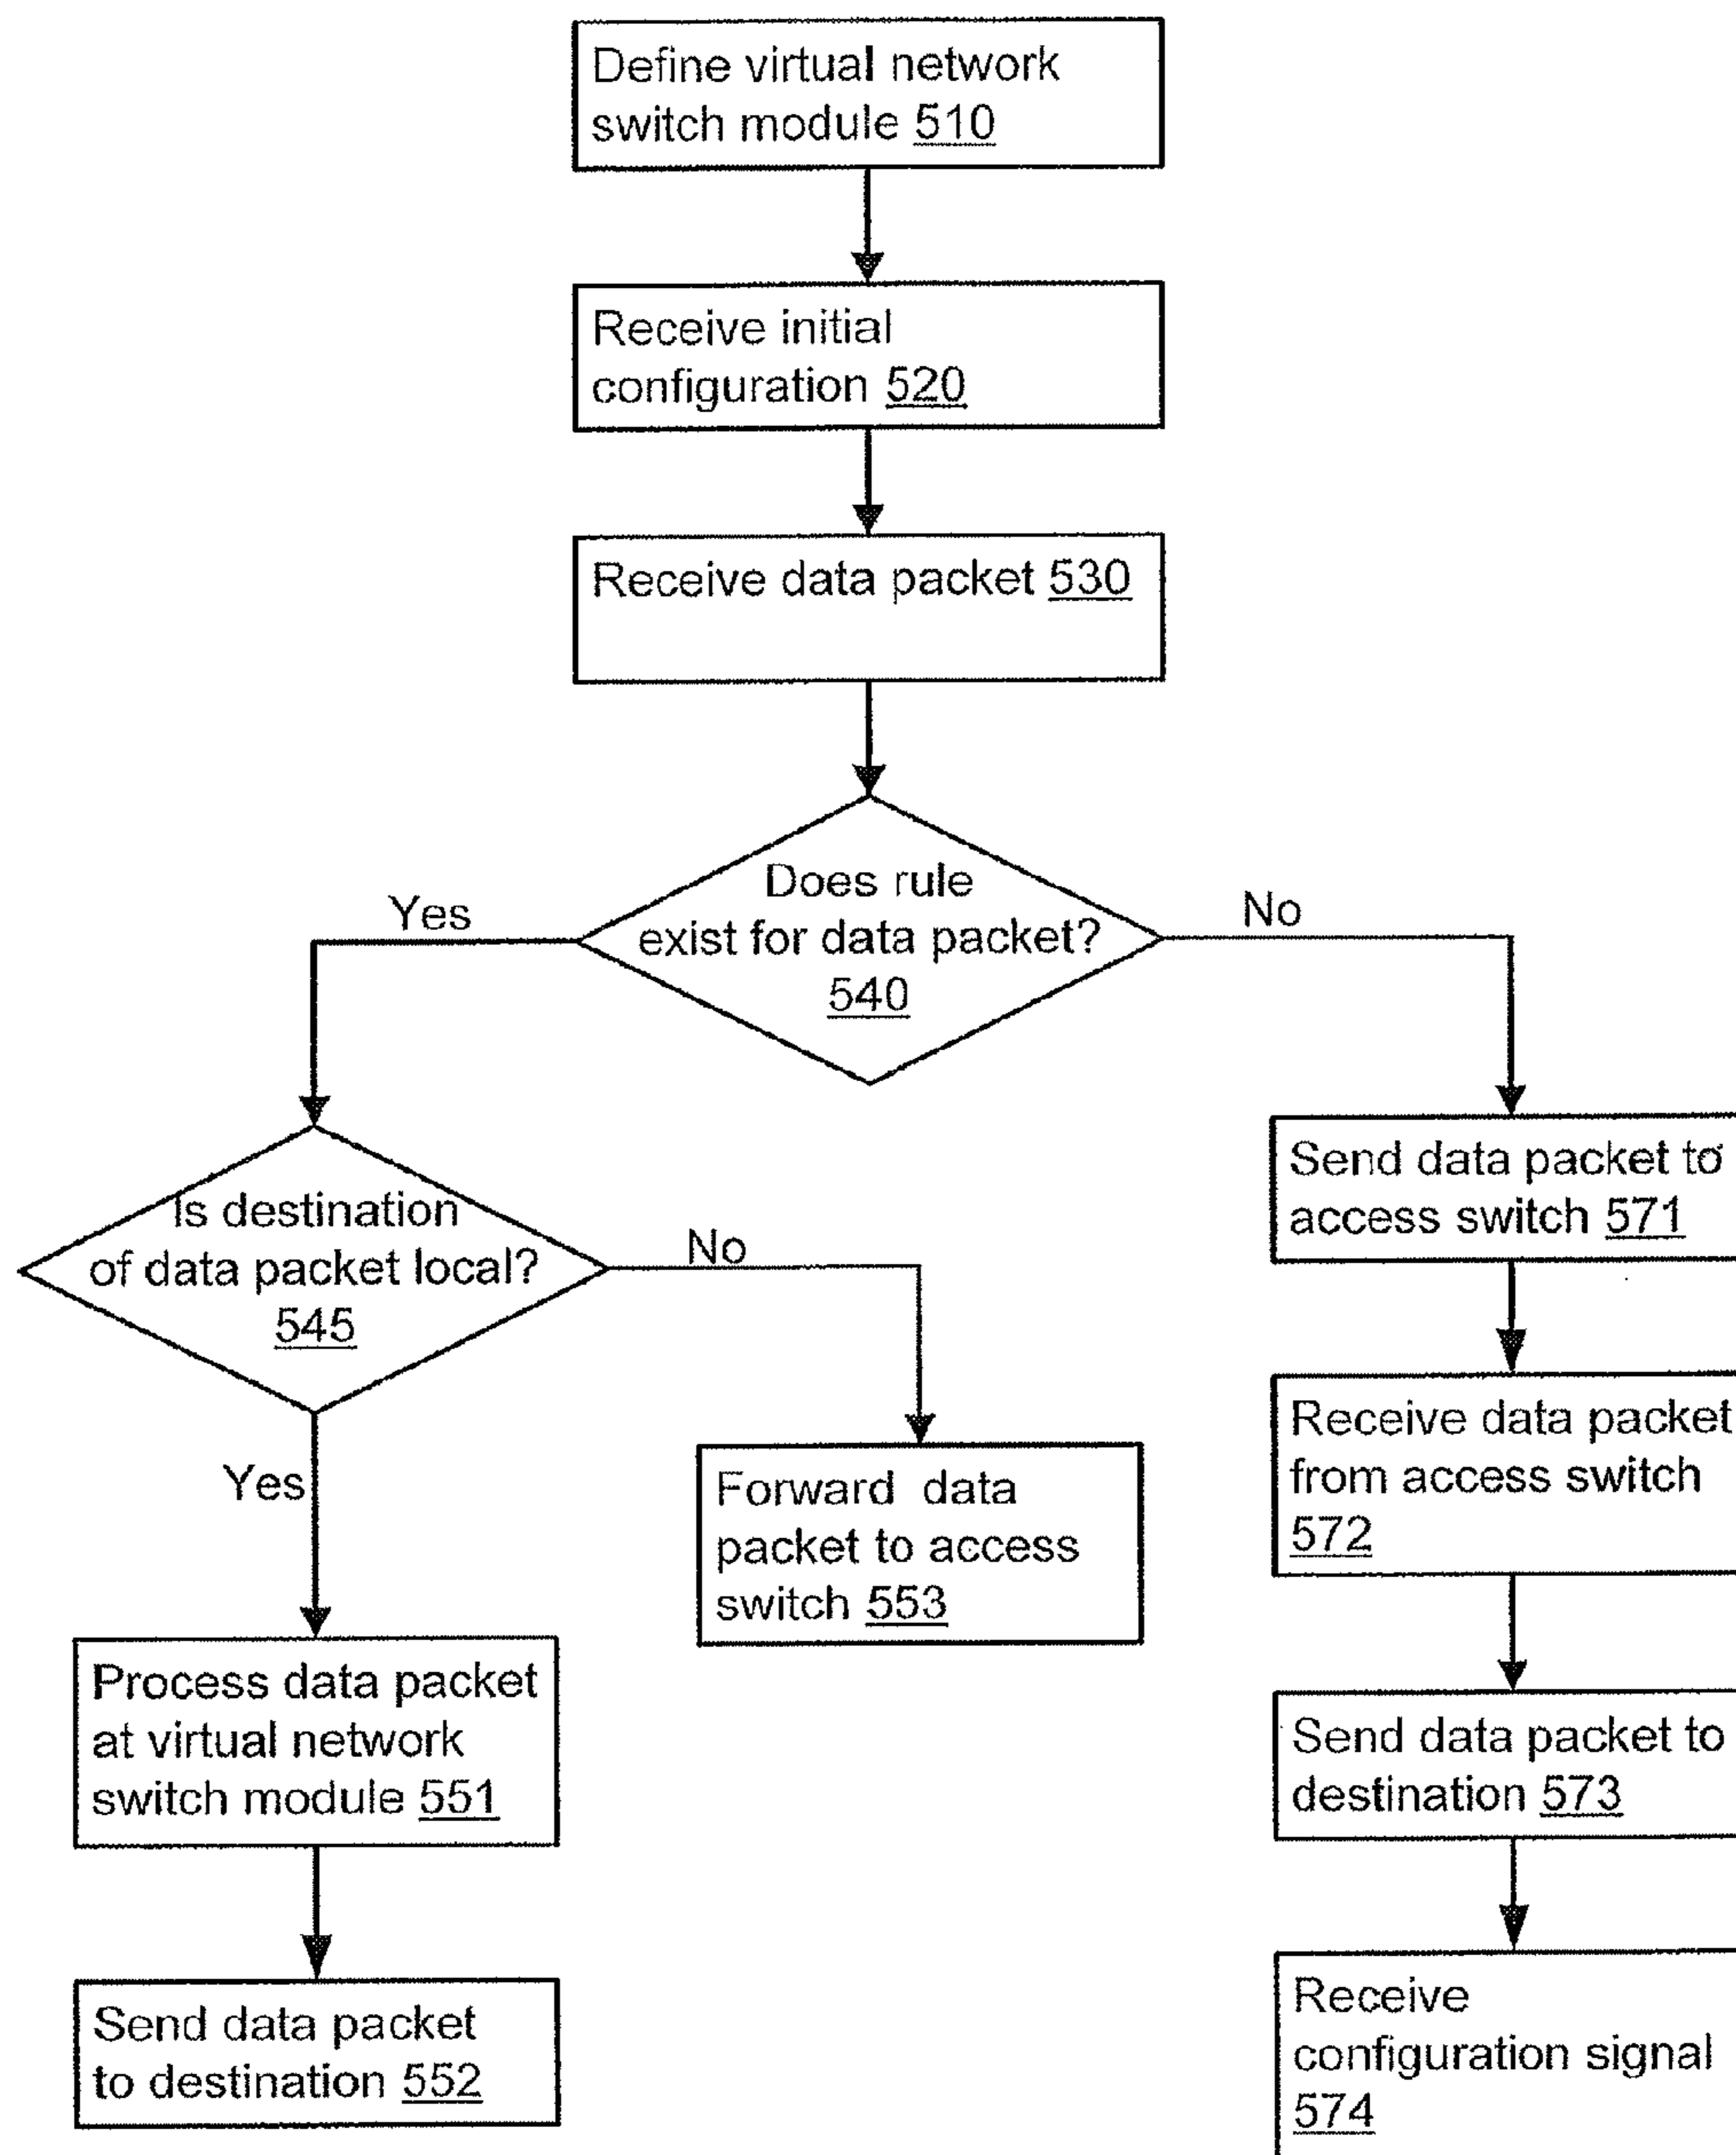 Define virtual network
switch module 510
Receive initial
configuration 520
Receive data packet 530
Does rule
exist for data packet?
540
Yes
No
Is destination
of data packet local?
545
No
Yes
Forward data
packet to access
switch 553
Process data packet
at virtual network
switch module 551
Send data packet
to destination 552
Send data packet to
access switch 571
Receive data packet
from access switch
572
Send data packet to
destination 573
Receive
configuration signal
574